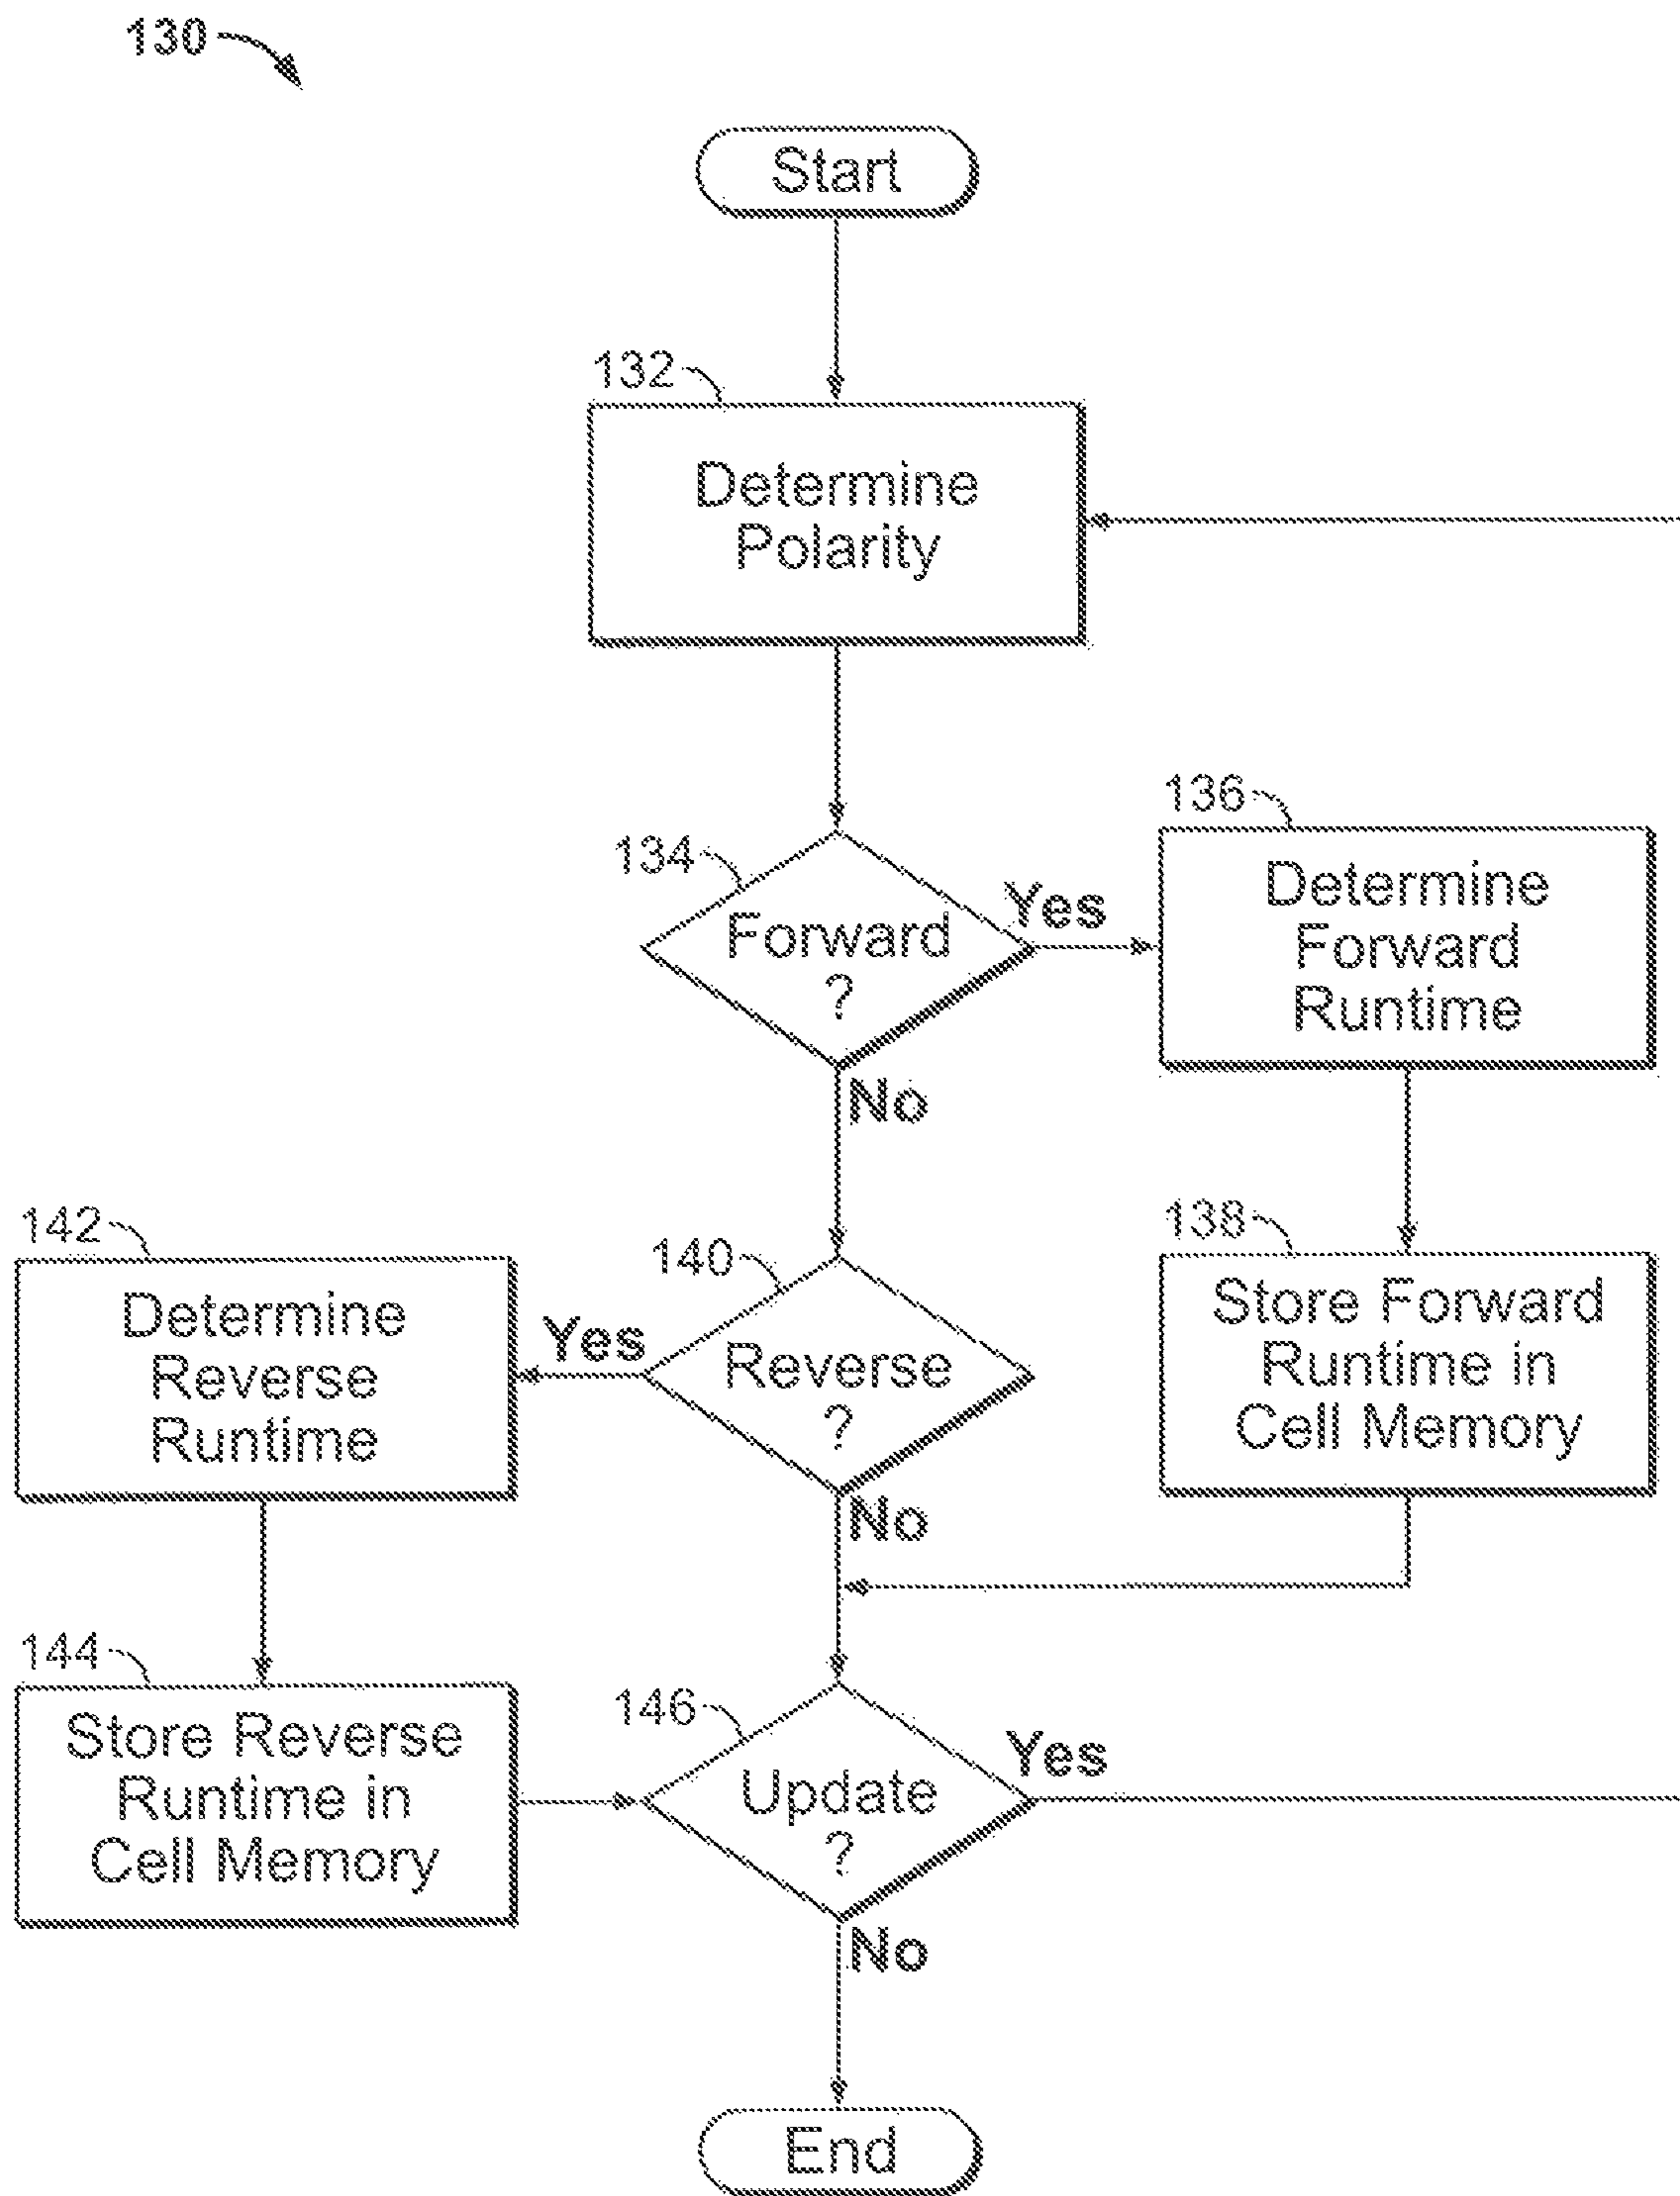 130
Start
132
Determine
Polarity
134
Forward
?
Yes
No
136
Determine
Forward
Runtime
138
Store Forward
Runtime in
Cell Memory
140
Reverse
?
Yes
No
142
Determine
Reverse
Runtime
144
Store Reverse
Runtime in
Cell Memory
146
Update
?
Yes
No
End